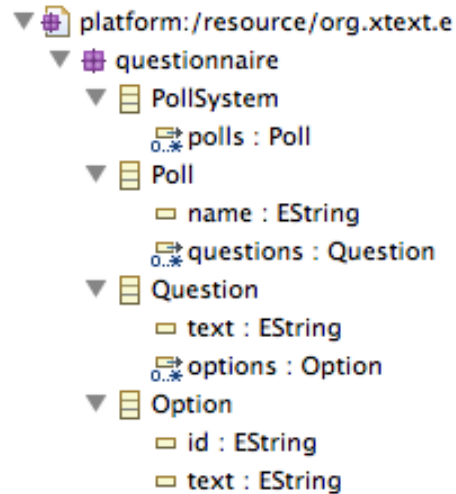 platform:/resource/org.xtext.e
questionnaire
PollSystem
0..* polls : Poll
Poll
name : EString
0..* questions : Question
Question
text : EString
0..* options : Option
Option
id : EString
text : EString